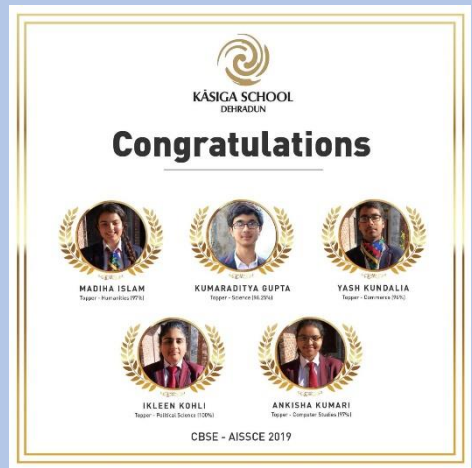 KÀSIGA SCHOOL
DEHRADUN
Congratulations
MADIHA ISLAM
Topper - Humanities (97%)
KUMARADITYA GUPTA
Topper - Science (96.25%)
YASH KUNDALIA
Topper - Commerce (96%)
IKLEEN KOHLI
Topper - Political Science (100%)
ANKISHA KUMARI
Topper - Computer Studies (97%)
CBSE - AISSCE 2019